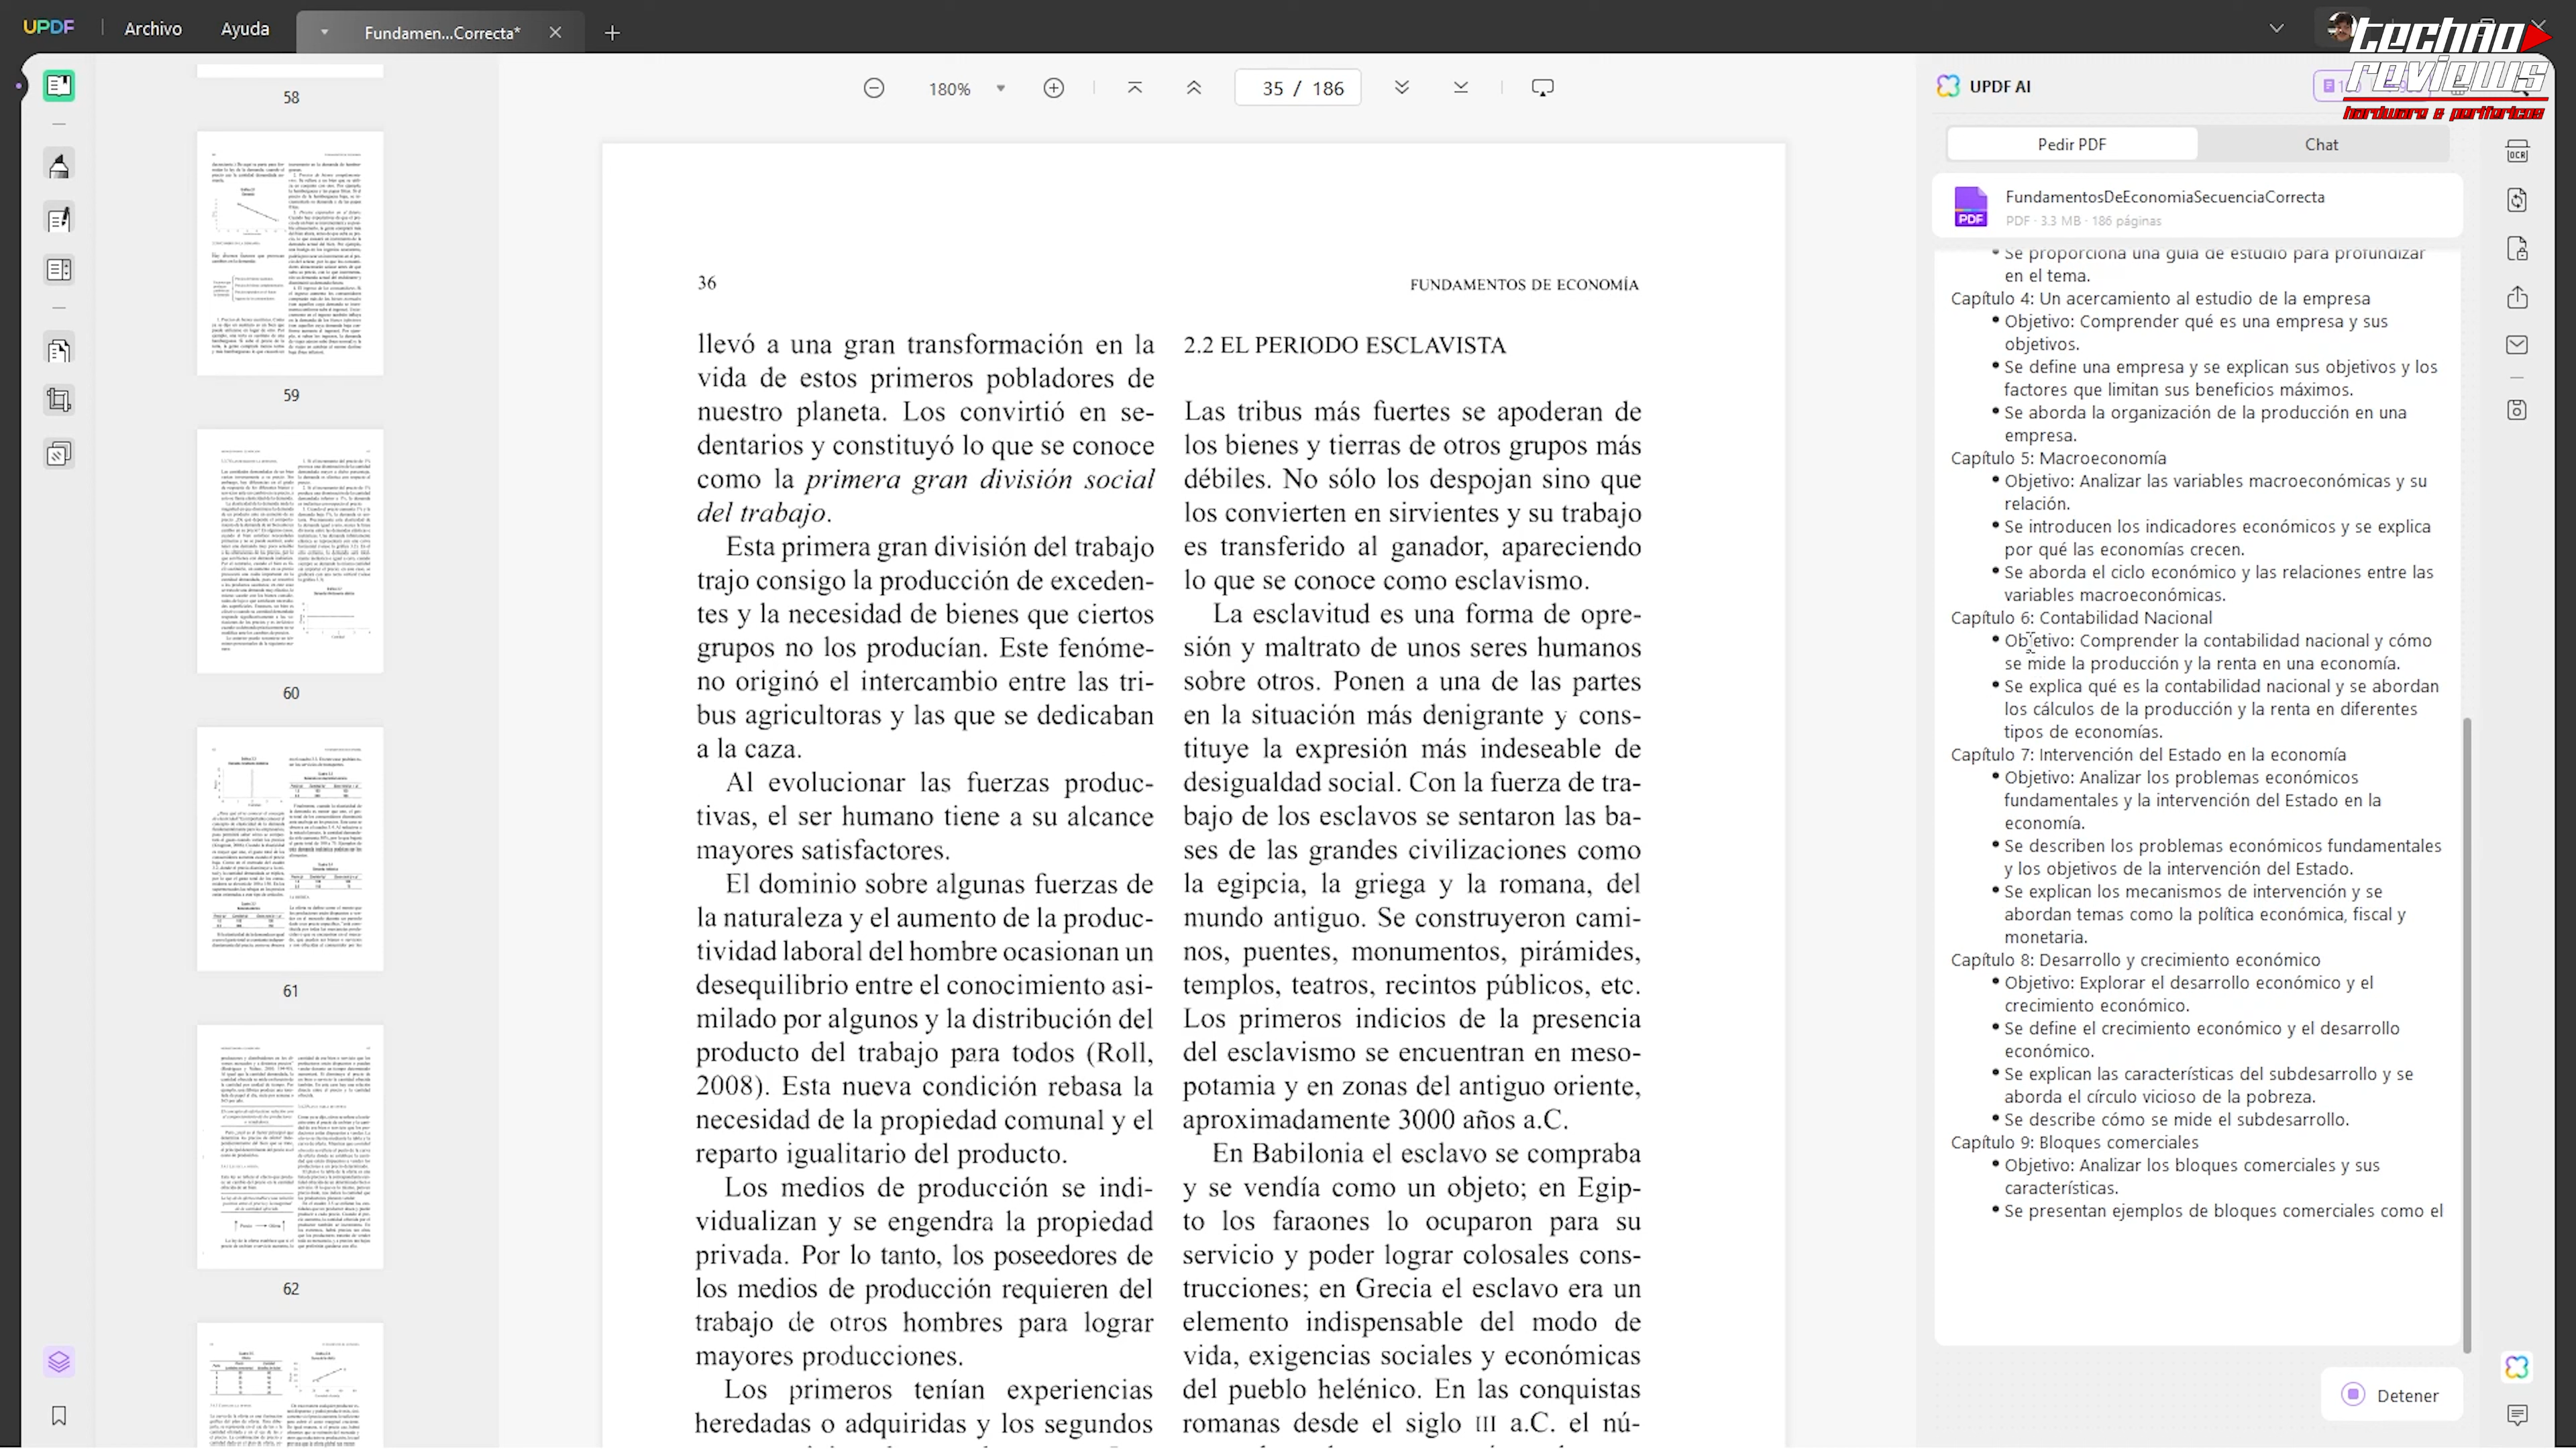 UPDF
Archivo
Ayuda
Fundamen...Correcta*
techno
reviews
hardware & perifericos
58
59
60
61
62
180%
35 / 186
36
FUNDAMENTOS DE ECONOMÍA
llevó a una gran transformación en la
vida de estos primeros pobladores de
nuestro planeta. Los convirtió en se-
dentarios y constituyó lo que se conoce
como la primera gran división social
del trabajo.
Esta primera gran división del trabajo
trajo consigo la producción de exceden-
tes y la necesidad de bienes que ciertos
grupos no los producían. Este fenóme-
no originó el intercambio entre las tri-
bus agricultoras y las que se dedicaban
a la caza.
Al evolucionar las fuerzas produc-
tivas, el ser humano tiene a su alcance
mayores satisfactores.
El dominio sobre algunas fuerzas de
la naturaleza y el aumento de la produc-
tividad laboral del hombre ocasionan un
desequilibrio entre el conocimiento asi-
milado por algunos y la distribución del
producto del trabajo para todos (Roll,
2008). Esta nueva condición rebasa la
necesidad de la propiedad comunal y el
reparto igualitario del producto.
Los medios de producción se indi-
vidualizan y se engendra la propiedad
privada. Por lo tanto, los poseedores de
los medios de producción requieren del
trabajo de otros hombres para lograr
mayores producciones.
Los primeros tenían experiencias
heredadas o adquiridas y los segundos
2.2 EL PERIODO ESCLAVISTA
Las tribus más fuertes se apoderan de
los bienes y tierras de otros grupos más
débiles. No sólo los despojan sino que
los convierten en sirvientes y su trabajo
es transferido al ganador, apareciendo
lo que se conoce como esclavismo.
La esclavitud es una forma de opre-
sión y maltrato de unos seres humanos
sobre otros. Ponen a una de las partes
en la situación más denigrante y cons-
tituye la expresión más indeseable de
desigualdad social. Con la fuerza de tra-
bajo de los esclavos se sentaron las ba-
ses de las grandes civilizaciones como
la egipcia, la griega y la romana, del
mundo antiguo. Se construyeron cami-
nos, puentes, monumentos, pirámides,
templos, teatros, recintos públicos, etc.
Los primeros indicios de la presencia
del esclavismo se encuentran en meso-
potamia y en zonas del antiguo oriente,
aproximadamente 3000 años a.C.
En Babilonia el esclavo se compraba
y se vendía como un objeto; en Egip-
to los faraones lo ocuparon para su
servicio y poder lograr colosales cons-
trucciones; en Grecia el esclavo era un
elemento indispensable del modo de
vida, exigencias sociales y económicas
del pueblo helénico. En las conquistas
romanas desde el siglo III a.C. el nú-
UPDF AI
Pedir PDF
Chat
FundamentosDeEconomiaSecuenciaCorrecta
PDF
PDF · 3.3 MB · 186 páginas
• Se proporciona una guía de estudio para profundizar
en el tema.
Capítulo 4: Un acercamiento al estudio de la empresa
• Objetivo: Comprender qué es una empresa y sus
objetivos.
• Se define una empresa y se explican sus objetivos y los
factores que limitan sus beneficios máximos.
• Se aborda la organización de la producción en una
empresa.
Capítulo 5: Macroeconomía
• Objetivo: Analizar las variables macroeconómicas y su
relación.
• Se introducen los indicadores económicos y se explica
por qué las economías crecen.
• Se aborda el ciclo económico y las relaciones entre las
variables macroeconómicas.
Capítulo 6: Contabilidad Nacional
• Objetivo: Comprender la contabilidad nacional y cómo
se mide la producción y la renta en una economía.
• Se explica qué es la contabilidad nacional y se abordan
los cálculos de la producción y la renta en diferentes
tipos de economías.
Capítulo 7: Intervención del Estado en la economía
• Objetivo: Analizar los problemas económicos
fundamentales y la intervención del Estado en la
economía.
• Se describen los problemas económicos fundamentales
y los objetivos de la intervención del Estado.
• Se explican los mecanismos de intervención y se
abordan temas como la política económica, fiscal y
monetaria.
Capítulo 8: Desarrollo y crecimiento económico
• Objetivo: Explorar el desarrollo económico y el
crecimiento económico.
• Se define el crecimiento económico y el desarrollo
económico.
• Se explican las características del subdesarrollo y se
aborda el círculo vicioso de la pobreza.
• Se describe cómo se mide el subdesarrollo.
Capítulo 9: Bloques comerciales
• Objetivo: Analizar los bloques comerciales y sus
características.
• Se presentan ejemplos de bloques comerciales como el
Detener
OCR